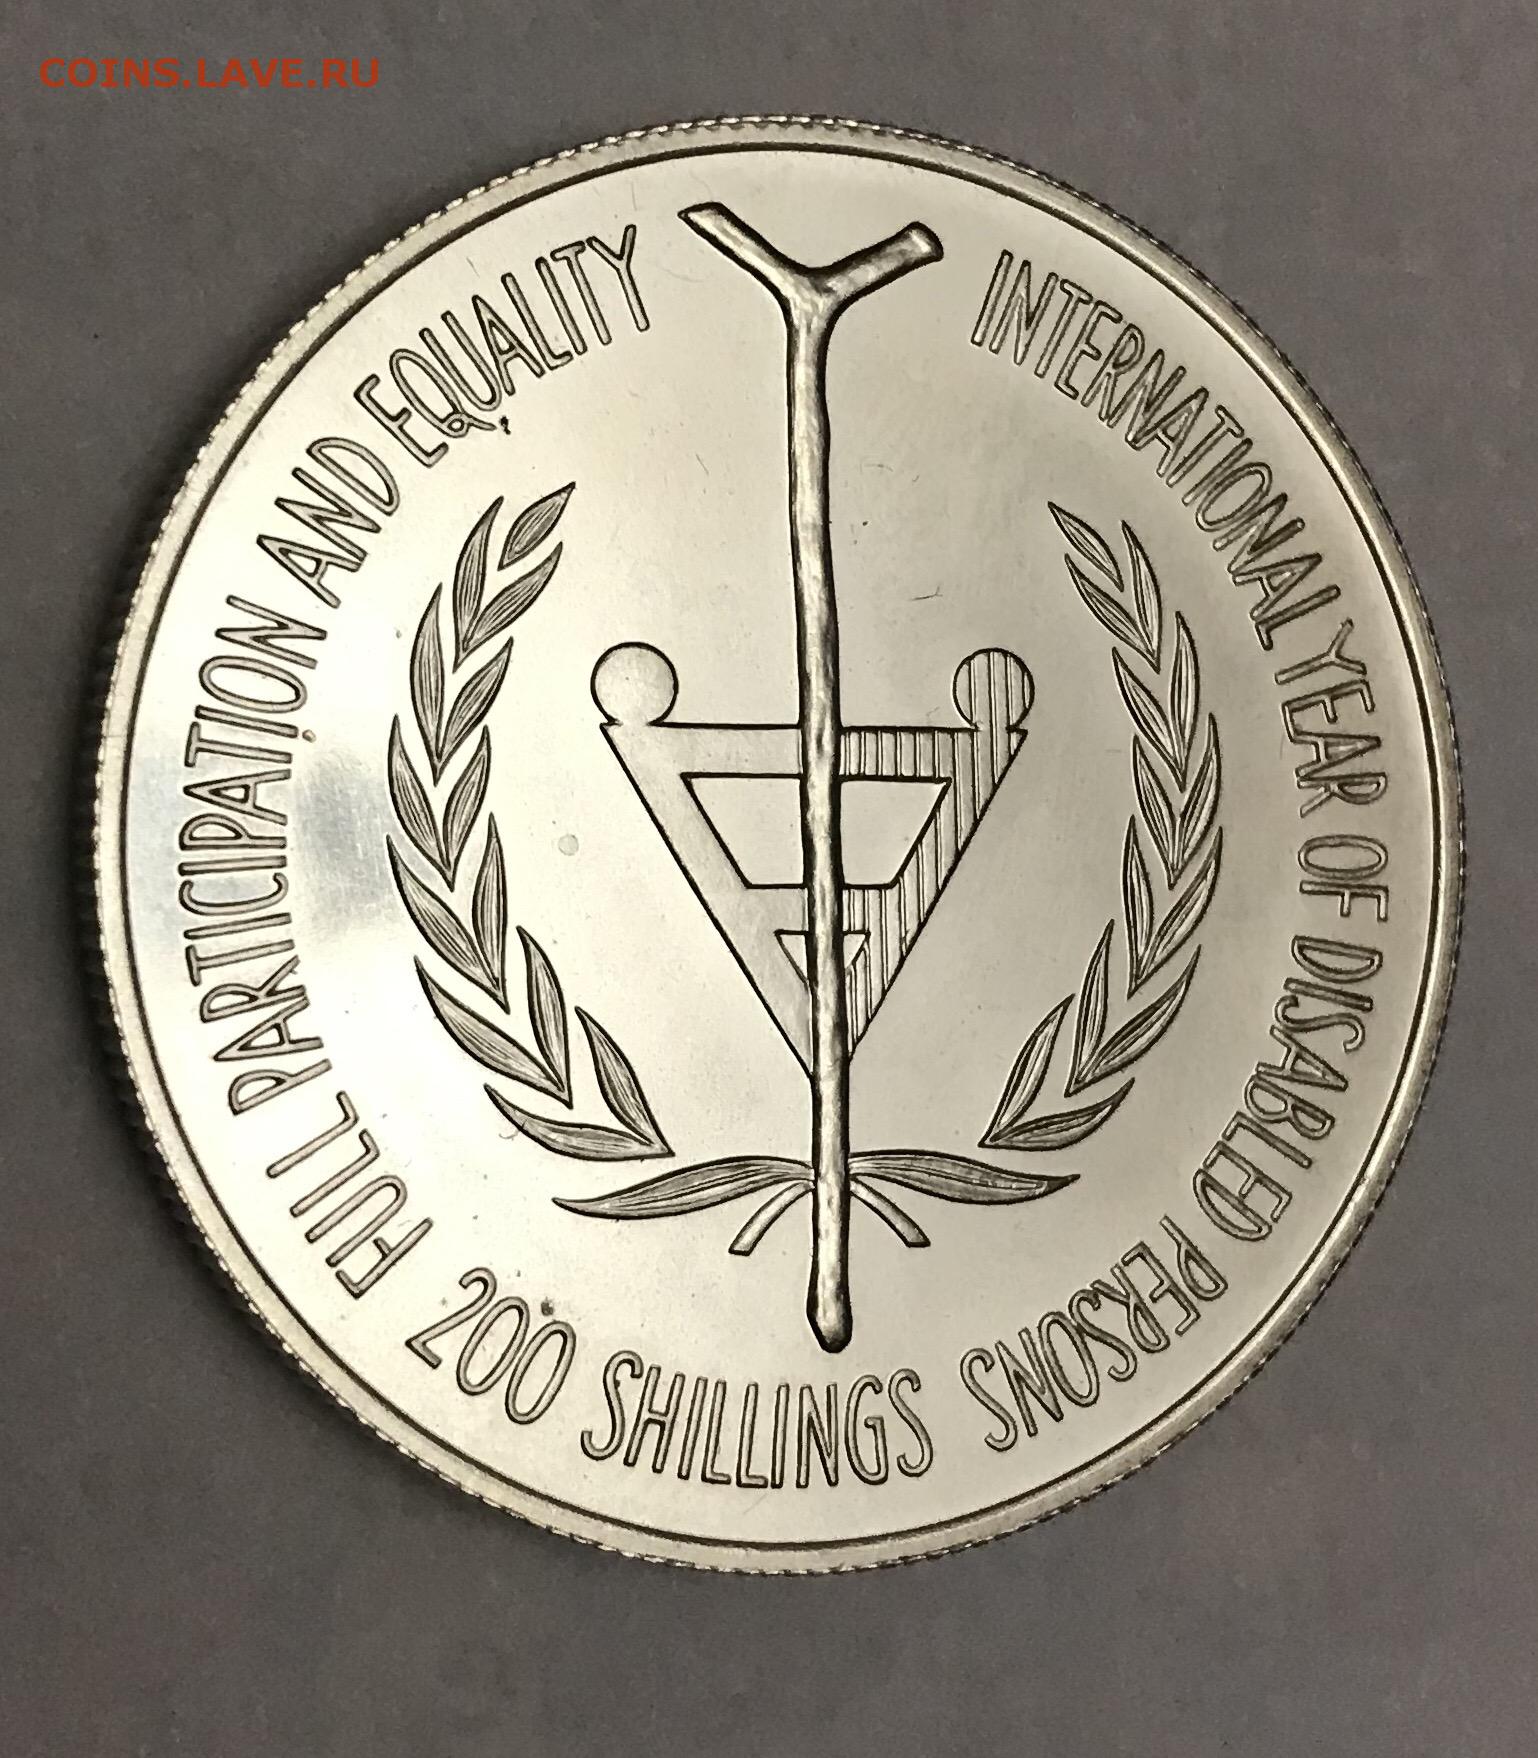 COINS.LAVE.RU
FULL PARTICIPATION AND EQUALITY
INTERNATIONAL YEAR OF DISABLED PERSONS
200 SHILLINGS